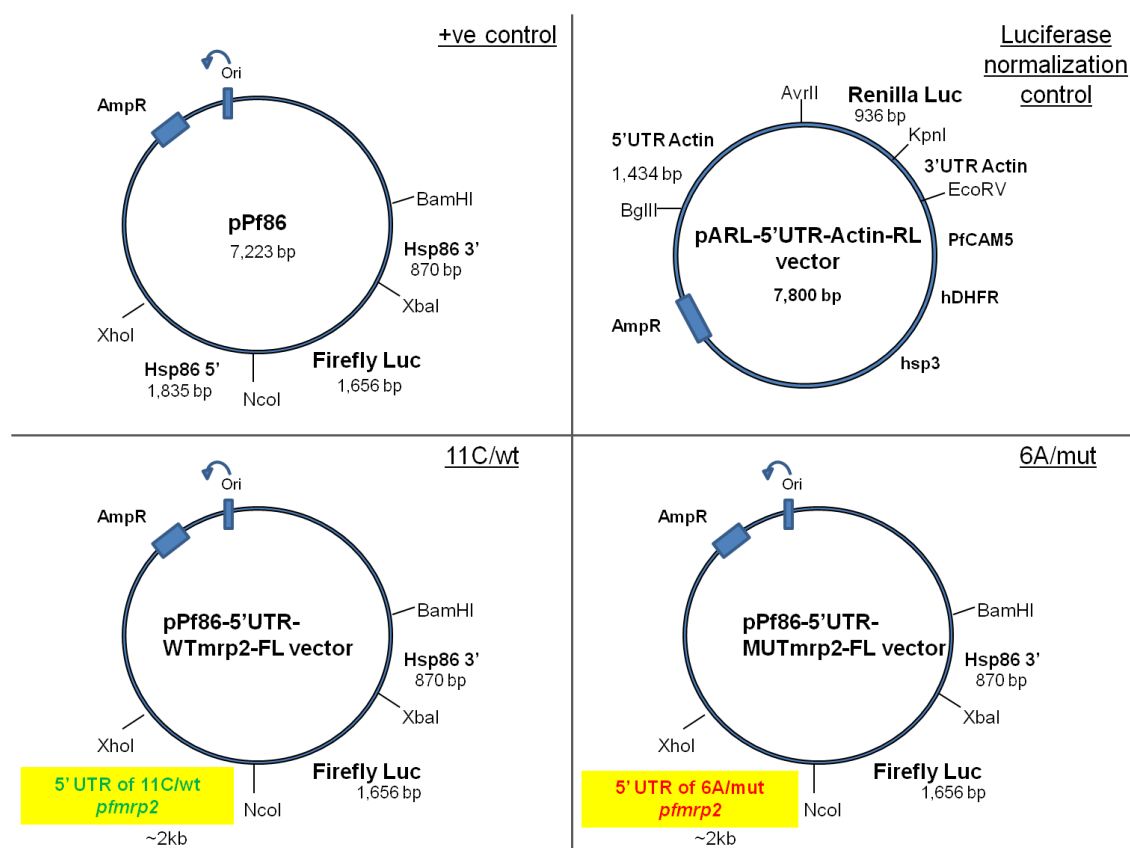 +ve control
Ori
AmpR
BamHI
pPf86
7,223 bp
Hsp86 3’
870 bp
XbaI
XhoI
Hsp86 5’
1,835 bp
NcoI
Firefly Luc
1,656 bp
Luciferase
normalization
control
AvrII
Renilla Luc
936 bp
KpnI
5’UTR Actin
1,434 bp
3’UTR Actin
EcoRV
BglII
pARL-5’UTR-Actin-RL
vector
7,800 bp
PfCAM5
hDHFR
AmpR
hsp3
11C/wt
Ori
AmpR
BamHI
pPf86-5’UTR-
WTmrp2-FL vector
Hsp86 3’
870 bp
XbaI
XhoI
Firefly Luc
1,656 bp
5’ UTR of 11C/wt
pfmrp2
NcoI
~2kb
6A/mut
Ori
AmpR
BamHI
pPf86-5’UTR-
MUTmrp2-FL vector
Hsp86 3’
870 bp
XbaI
XhoI
Firefly Luc
1,656 bp
5’ UTR of 6A/mut
pfmrp2
NcoI
~2kb